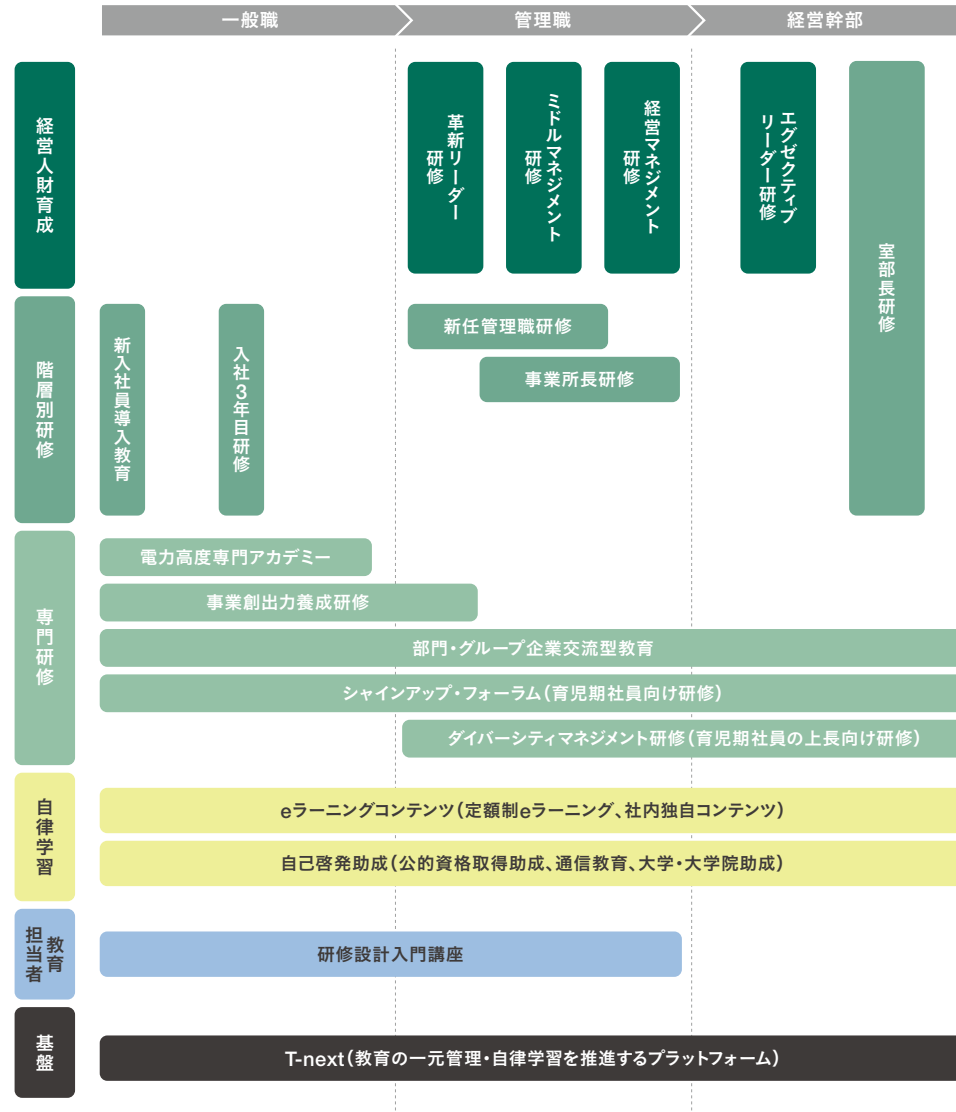 一般職
管理職
経営幹部
経営人財育成
革新リーダー
研修
ミドルマネジメント
研修
経営マネジメント
研修
エグゼクティブ
リーダー研修
室部長研修
階層別研修
新入社員導入教育
入社3年目研修
新任管理職研修
事業所長研修
専門研修
電力高度専門アカデミー
事業創出力養成研修
部門・グループ企業交流型教育
シャインアップ・フォーラム(育児期社員向け研修)
ダイバーシティマネジメント研修(育児期社員の上長向け研修)
自律学習
eラーニングコンテンツ(定額制eラーニング、社内独自コンテンツ)
自己啓発助成(公的資格取得助成、通信教育、大学・大学院助成)
教育
担当者
研修設計入門講座
基盤
T-next(教育の一元管理・自律学習を推進するプラットフォーム)